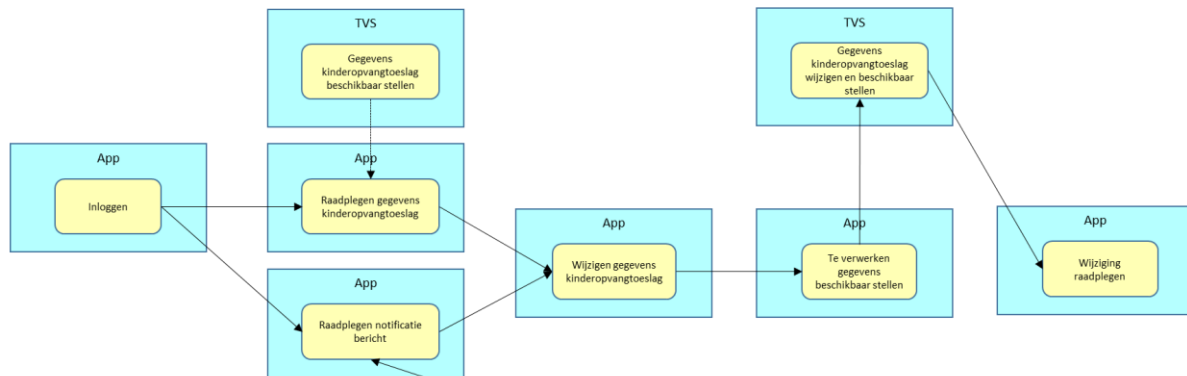 TVS
Gegevens
kinderopvangtoeslag
beschikbaar stellen
TVS
Gegevens
kinderopvangtoeslag
wijzigen en beschikbaar
stellen
App
Inloggen
App
Raadplegen gegevens
kinderopvangtoeslag
App
Raadplegen notificatie
bericht
App
Wijzigen gegevens
kinderopvangtoeslag
App
Te verwerken
gegevens
beschikbaar stellen
App
Wijziging
raadplegen